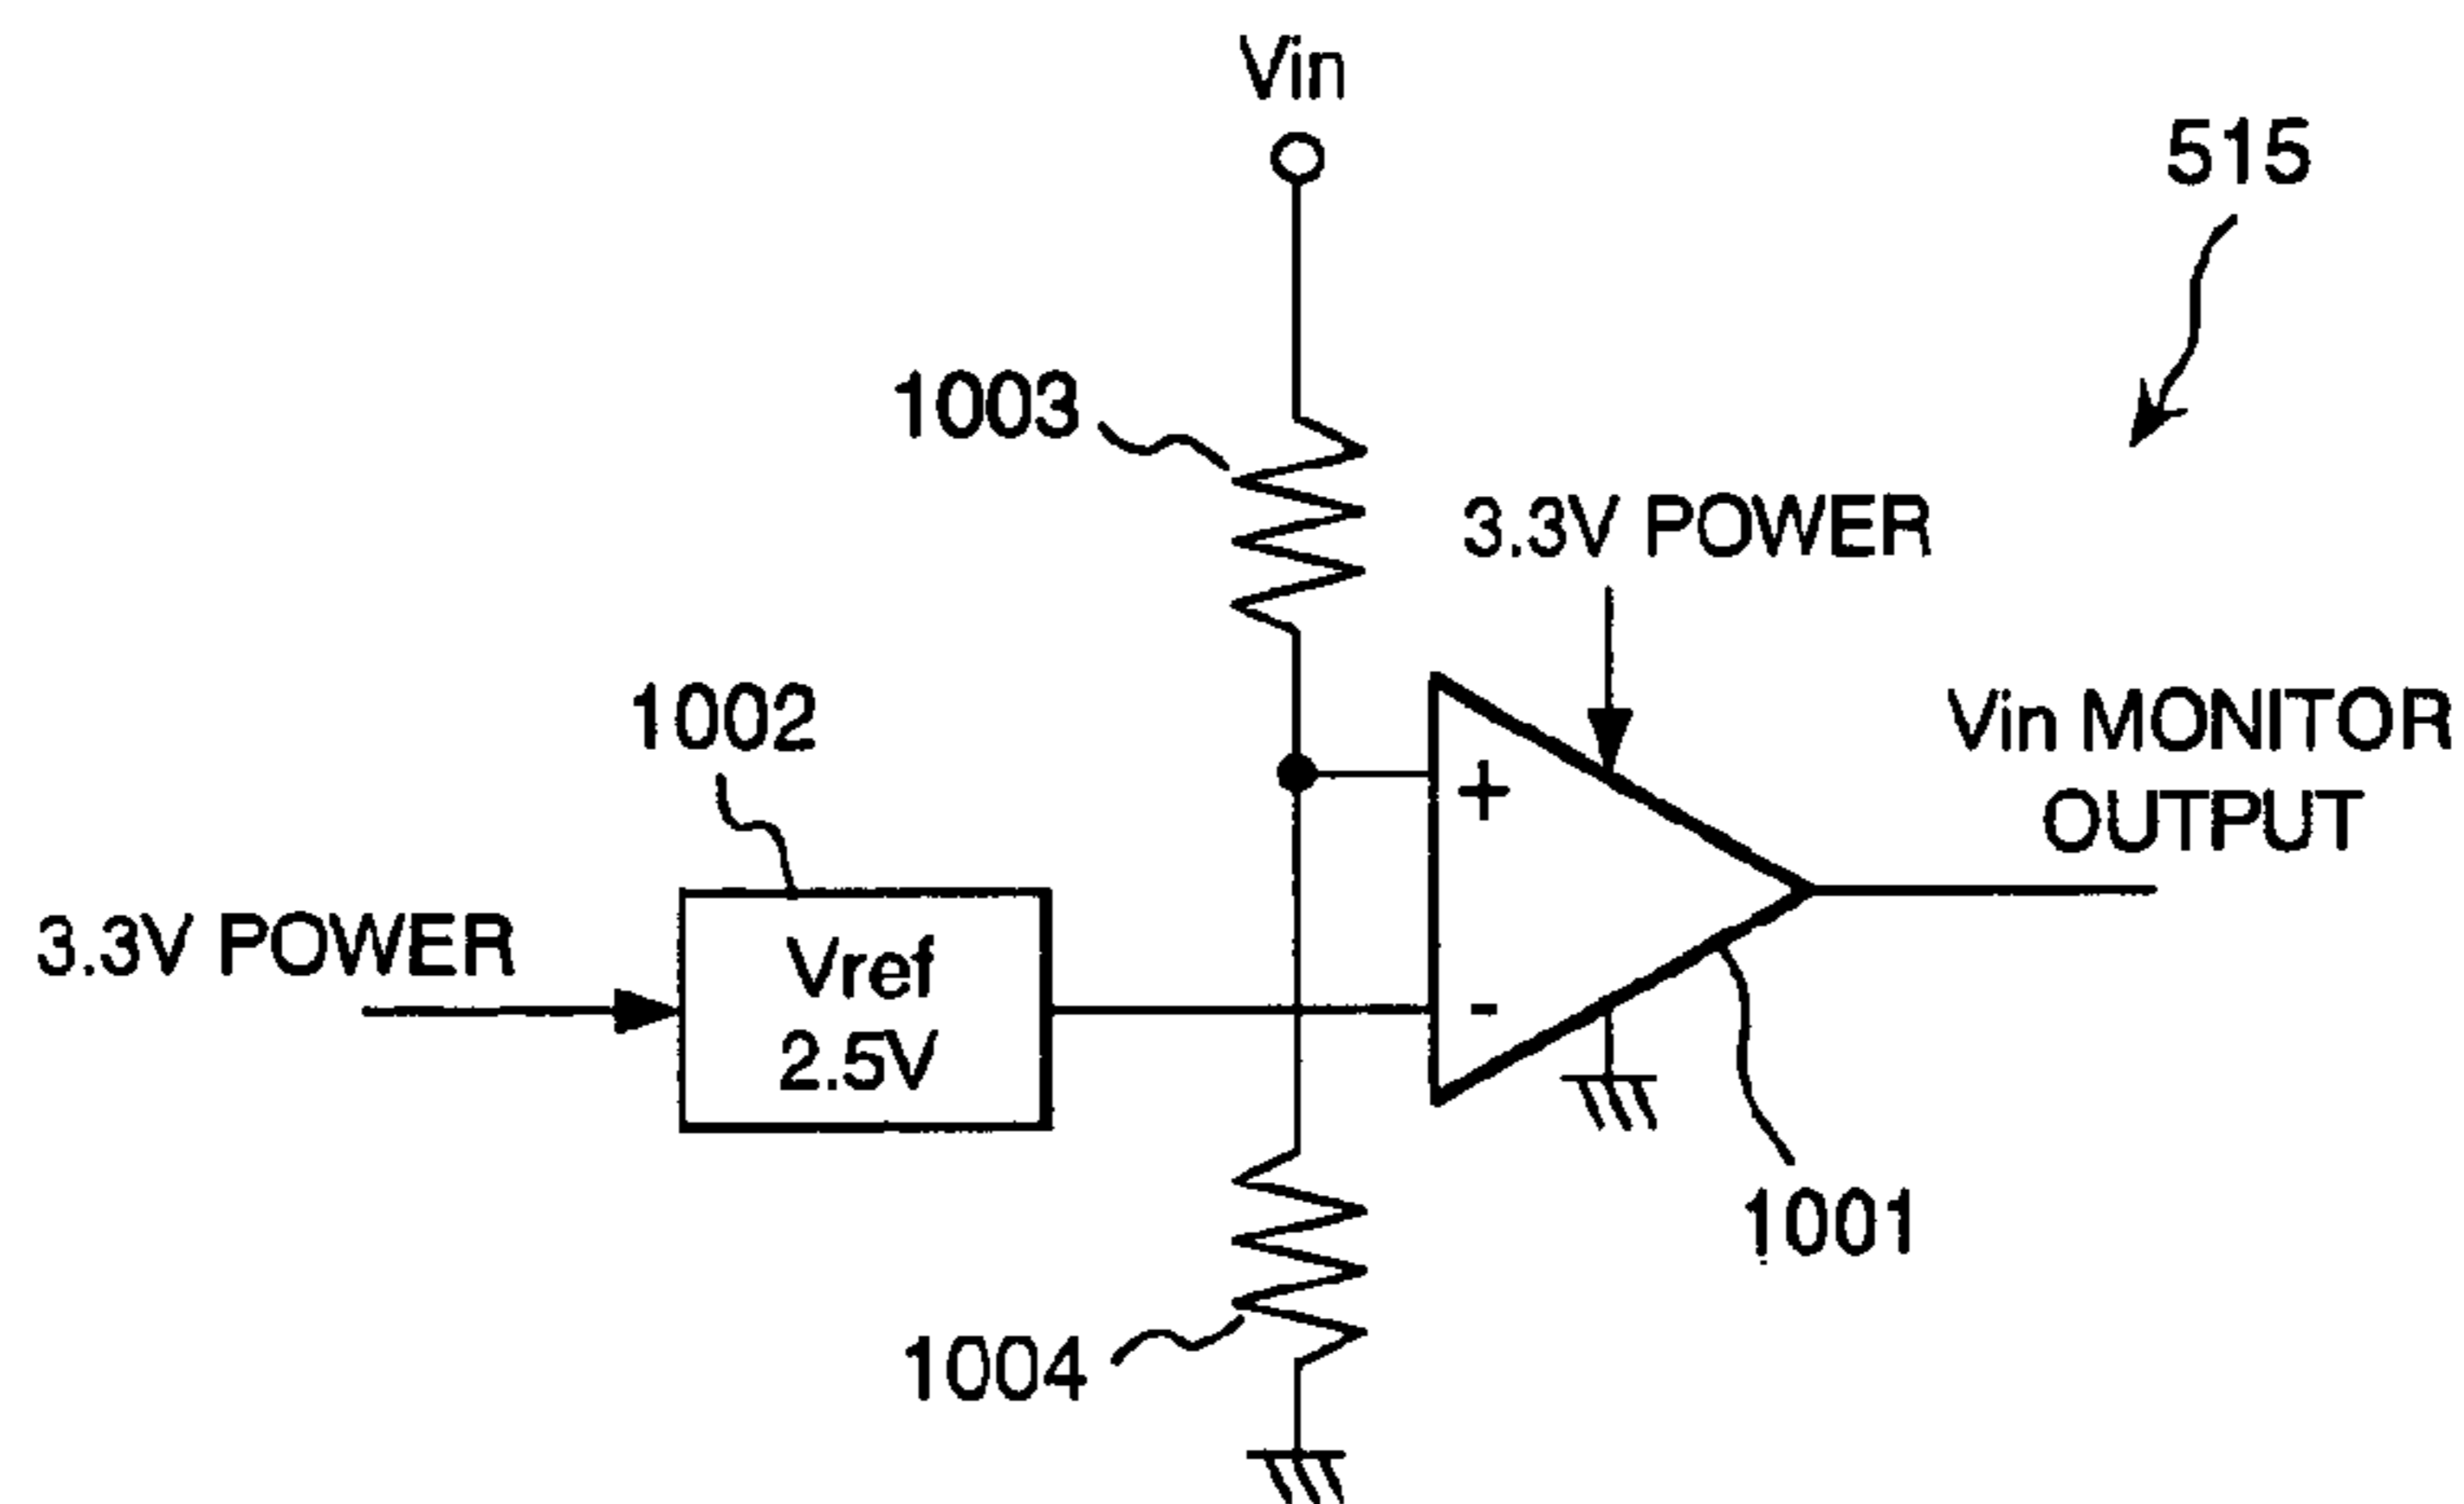 Vin
515
1003
3.3V POWER
1002
+
Vin MONITOR
OUTPUT
3.3V POWER
Vref
2.5V
-
1001
1004